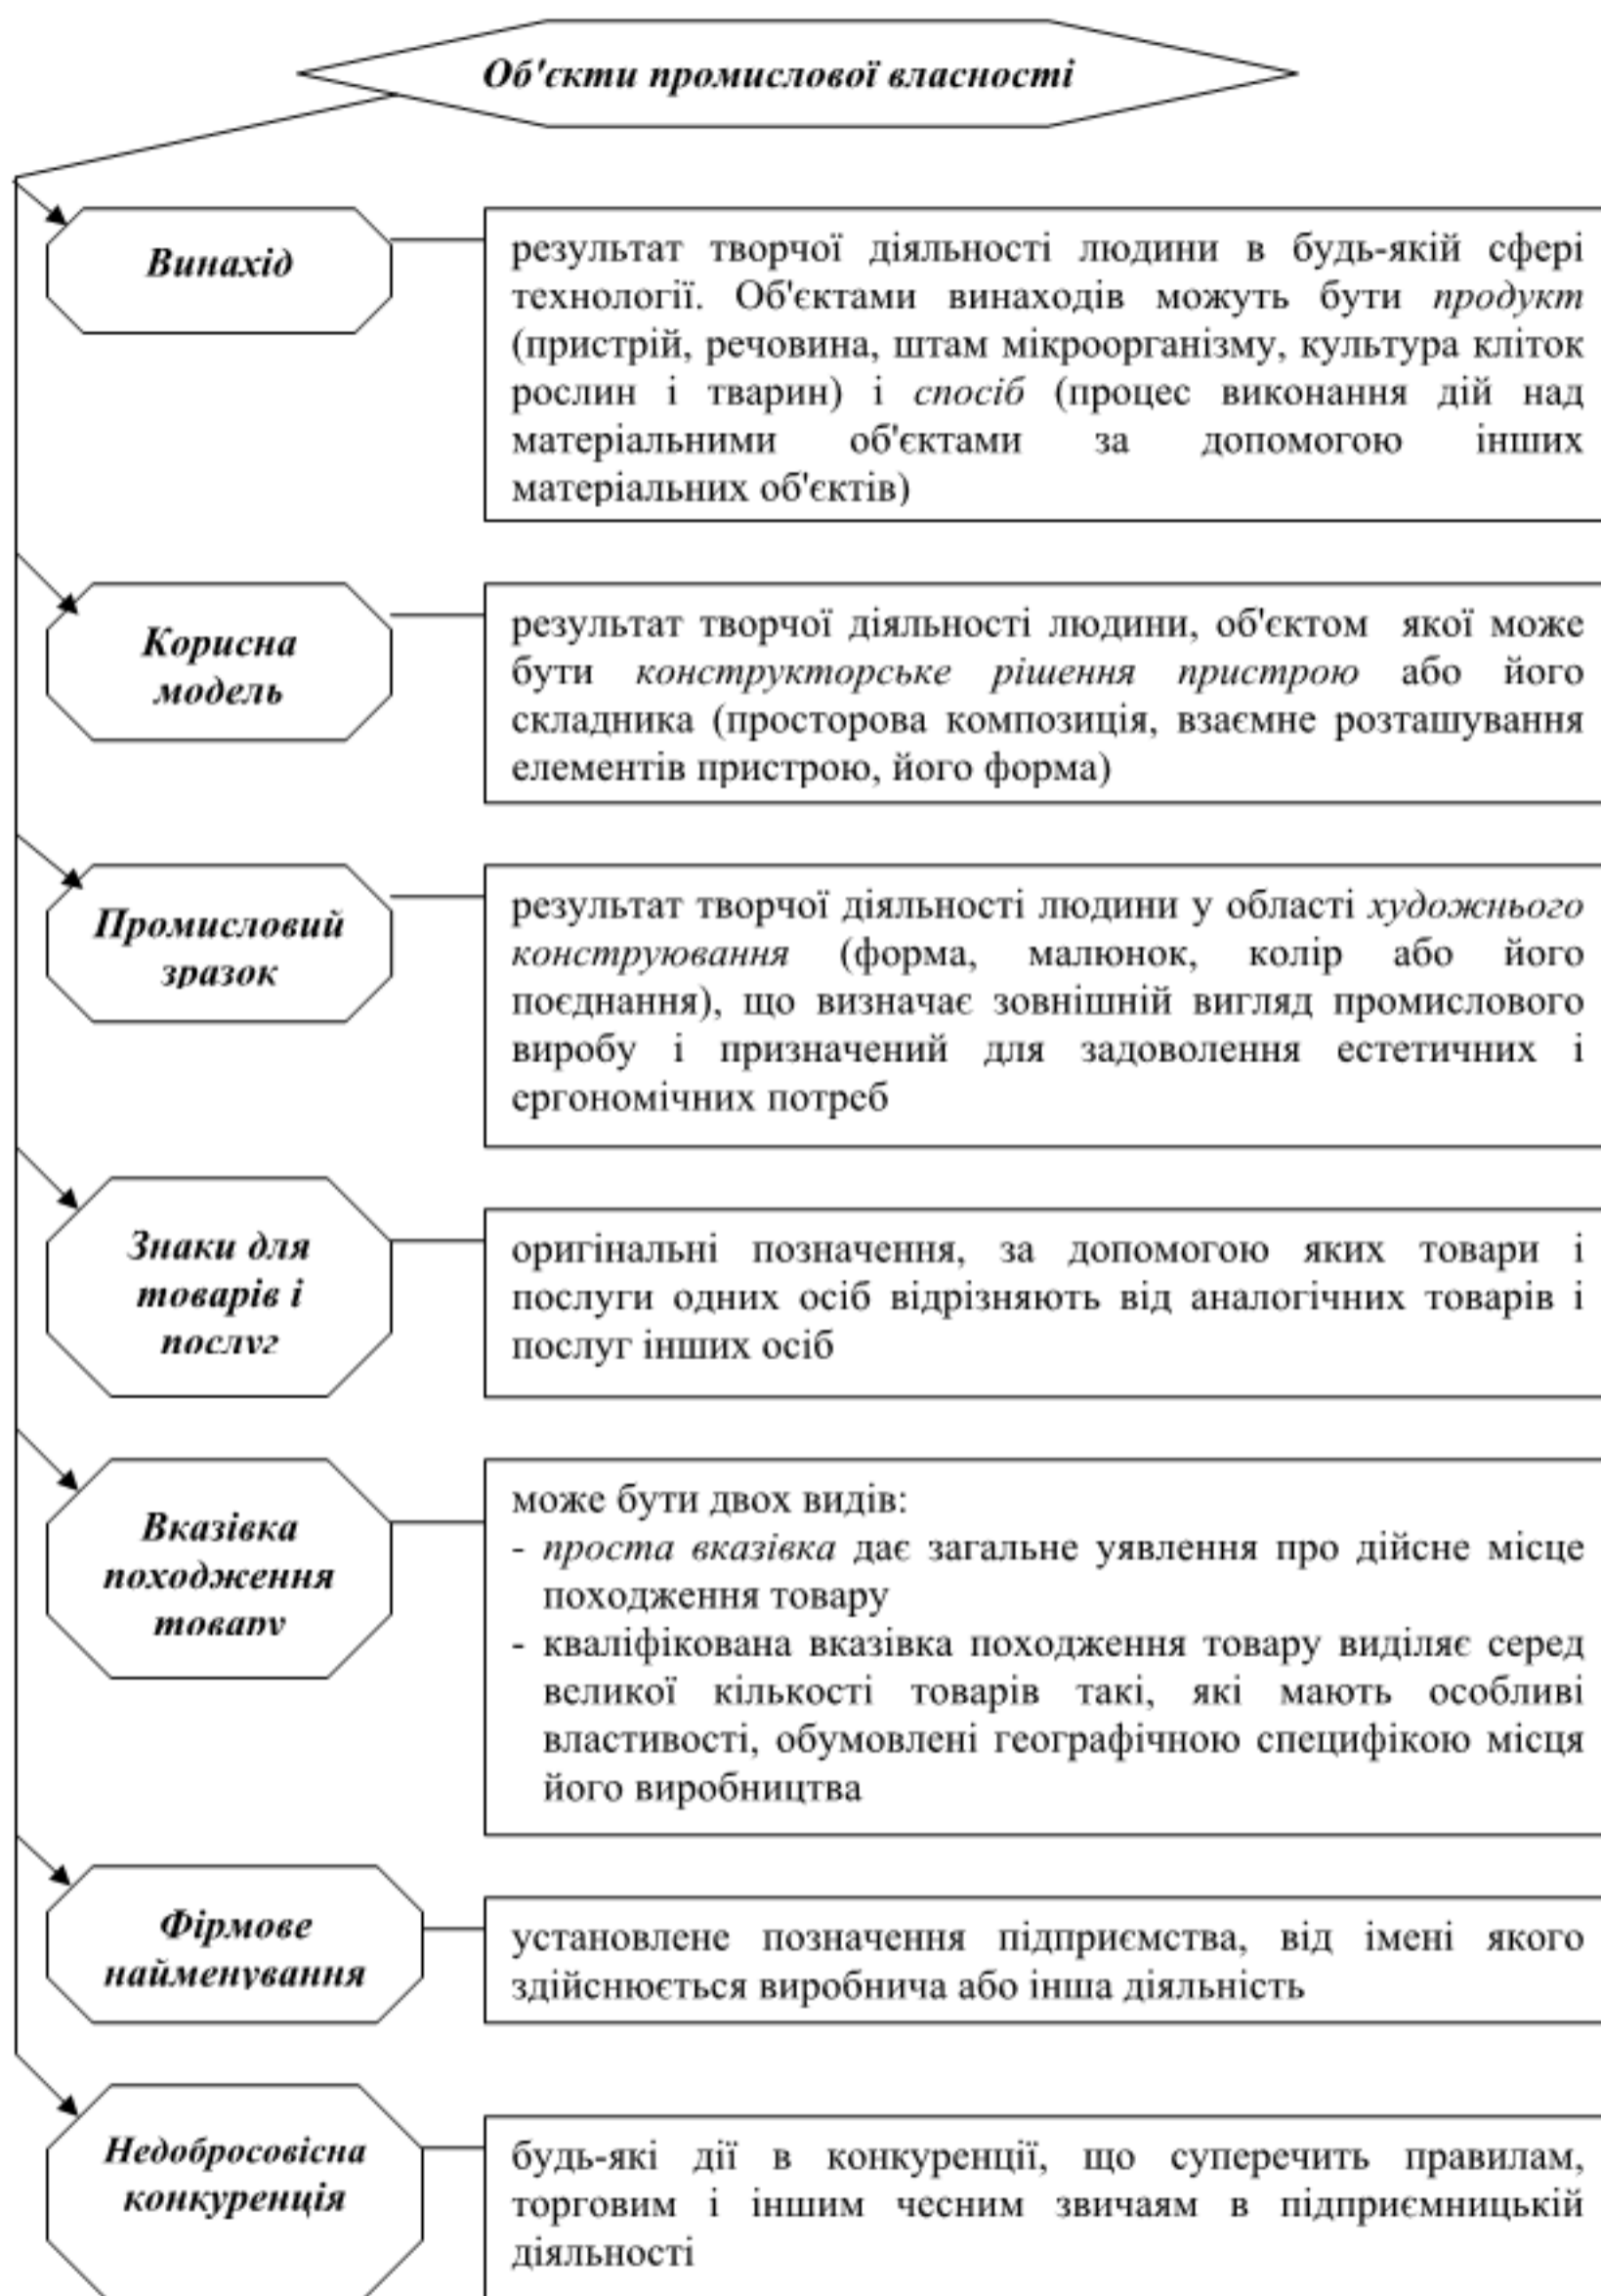 Об'єкти промислової власності
Винахід
результат творчої діяльності людини в будь-якій сфері
технології. Об'єктами винаходів можуть бути продукт
(пристрій, речовина, штам мікроорганізму, культура кліток
рослин і тварин) і спосіб (процес виконання дій над
матеріальними об'єктами за допомогою інших
матеріальних об'єктів)
Корисна
модель
результат творчої діяльності людини, об'єктом якої може
бути конструкторське рішення пристрою або його
складника (просторова композиція, взаємне розташування
елементів пристрою, його форма)
Промисловий
зразок
результат творчої діяльності людини у області художнього
конструювання (форма, малюнок, колір або його
поєднання), що визначає зовнішній вигляд промислового
виробу і призначений для задоволення естетичних і
ергономічних потреб
Знаки для
товарів і
послуг
оригінальні позначення, за допомогою яких товари і
послуги одних осіб відрізняють від аналогічних товарів і
послуг інших осіб
Вказівка
походження
товару
може бути двох видів:
- проста вказівка дає загальне уявлення про дійсне місце
походження товару
- кваліфікована вказівка походження товару виділяє серед
великої кількості товарів такі, які мають особливі
властивості, обумовлені географічною специфікою місця
його виробництва
Фірмове
найменування
установлене позначення підприємства, від імені якого
здійснюється виробнича або інша діяльність
Недобросовісна
конкуренція
будь-які дії в конкуренції, що суперечить правилам,
торговим і іншим чесним звичаям в підприємницькій
діяльності